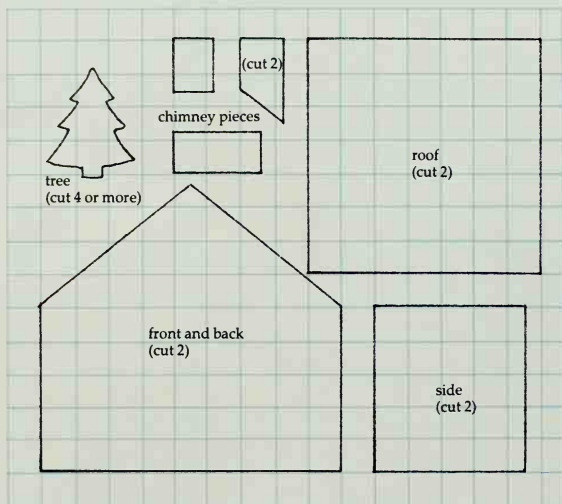 (cut 2)
chimney pieces
roof
(cut 2)
tree
(cut 4 or more)
front and back
(cut 2)
side
(cut 2)